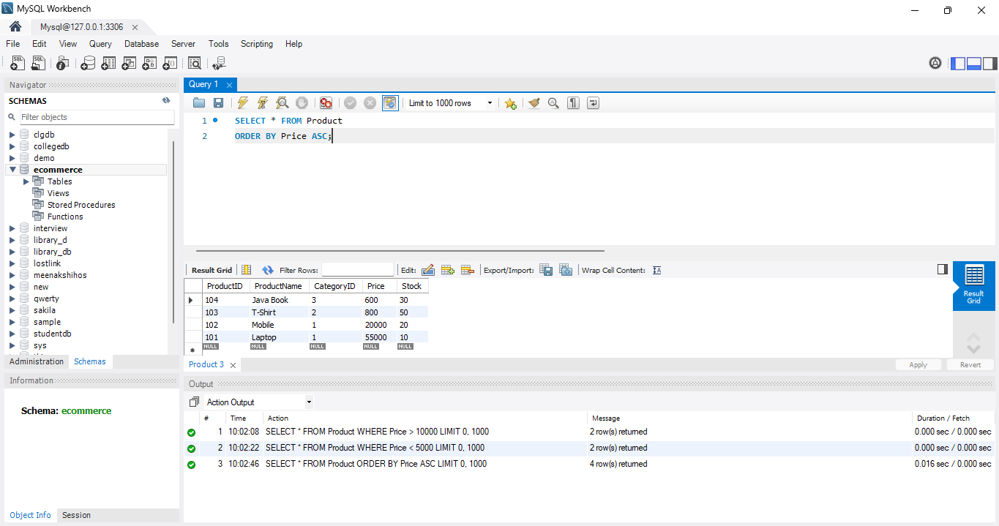 MySQL Workbench
Mysql@127.0.0.1:3306
File Edit View Query Database Server Tools Scripting Help
Navigator
SCHEMAS
Filter objects
clgdb
collegedb
demo
ecommerce
Tables
Views
Stored Procedures
Functions
interview
library_d
library_db
lostlink
meenakshihos
new
qwerty
sakila
sample
studentdb
sys
Administration Schemas
Information
Schema: ecommerce
Object Info Session
Query 1
Limit to 1000 rows
1 SELECT * FROM Product
2 ORDER BY Price ASC;
Result Grid Filter Rows: Edit: Export/Import: Wrap Cell Content:
ProductID ProductName CategoryID Price Stock
104 Java Book 3 600 30
103 T-Shirt 2 800 50
102 Mobile 1 20000 20
101 Laptop 1 55000 10
NULL NULL NULL NULL NULL
Result
Grid
Product 3
Apply Revert
Output
Action Output
# Time Action Message Duration / Fetch
1 10:02:08 SELECT * FROM Product WHERE Price > 10000 LIMIT 0, 1000 2 row(s) returned 0.000 sec / 0.000 sec
2 10:02:22 SELECT * FROM Product WHERE Price < 5000 LIMIT 0, 1000 2 row(s) returned 0.000 sec / 0.000 sec
3 10:02:46 SELECT * FROM Product ORDER BY Price ASC LIMIT 0, 1000 4 row(s) returned 0.016 sec / 0.000 sec